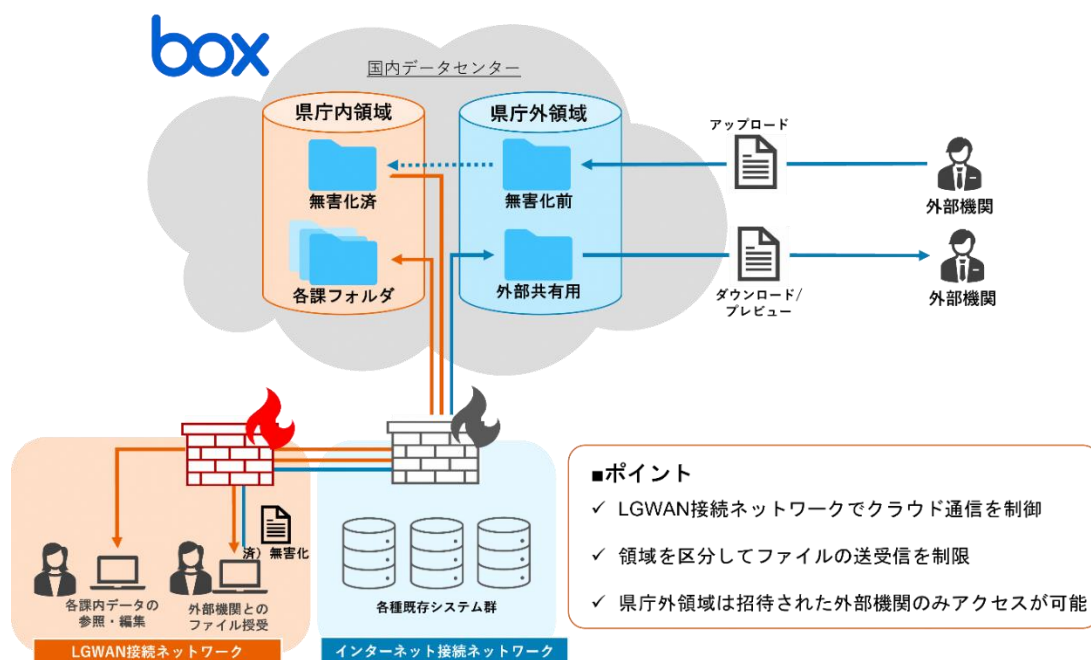 box
国内データセンター
県庁内領域
県庁外領域
アップロード
無害化済
無害化前
外部機関
各課フォルダ
外部共有用
ダウンロード/
プレビュー
外部機関
済）無害化
各課内データの
参照・編集
外部機関との
ファイル授受
各種既存システム群
LGWAN接続ネットワーク
インターネット接続ネットワーク
■ポイント
✓ LGWAN接続ネットワークでクラウド通信を制御
✓ 領域を区分してファイルの送受信を制限
✓ 県庁外領域は招待された外部機関のみアクセスが可能